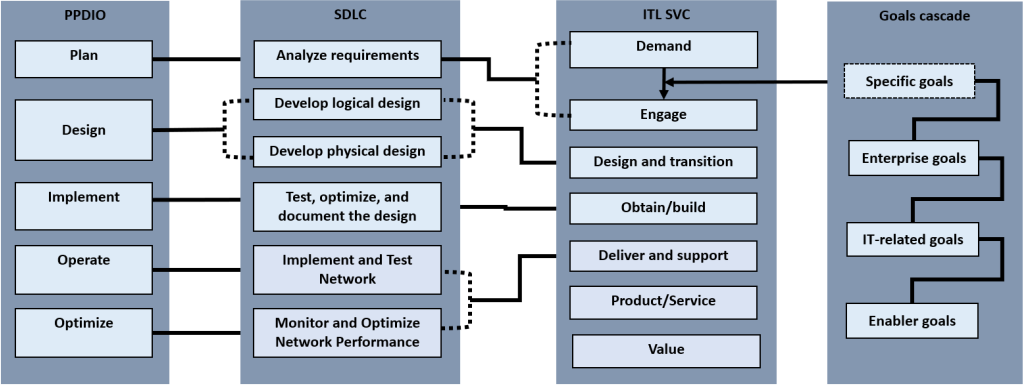 PPDIO
Plan
Design
Implement
Operate
Optimize
SDLC
Analyze requirements
Develop logical design
Develop physical design
Test, optimize, and
document the design
Implement and Test
Network
Monitor and Optimize
Network Performance
ITL SVC
Demand
Engage
Design and transition
Obtain/build
Deliver and support
Product/Service
Value
Goals cascade
Specific goals
Enterprise goals
IT-related goals
Enabler goals